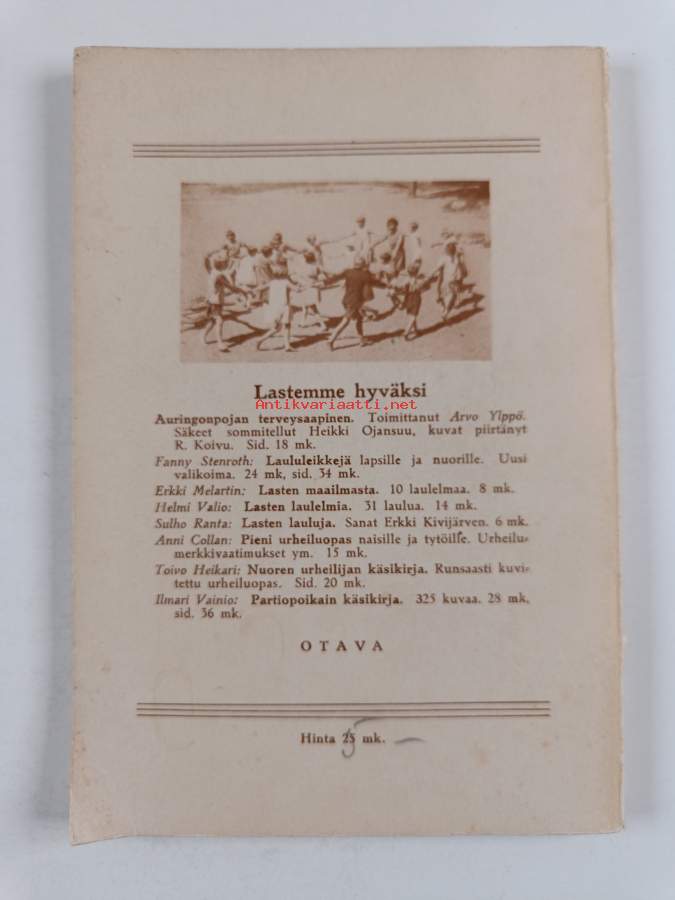 Lastemme hyväksi
Antikvariaatti.net
Auringonpojan terveysaapinen. Toimittanut Arvo Ylppö.
Säkeet sommitellut Heikki Ojansuu, kuvat piirtänyt
R. Koivu. Sid. 18 mk.
Fanny Stenroth: Laululeikkejä lapsille ja nuorille. Uusi
valikoima. 24 mk, sid. 34 mk.
Erkki Melartin: Lasten maailmasta. 10 laulelmaa. 8 mk.
Helmi Valio: Lasten laulelmia. 31 laulua. 14 mk.
Sulho Ranta: Lasten lauluja. Sanat Erkki Kivijärven. 6 mk.
Anni Collan: Pieni urheiluopas naisille ja tytöille. Urheilu-
merkkivaatimukset ym. 15 mk.
Toivo Heikari: Nuoren urheilijan käsikirja. Runsaasti kuvi-
tettu urheiluopas. Sid. 20 mk.
Ilmari Vainio: Partiopoikain käsikirja. 325 kuvaa. 28 mk,
sid. 36 mk.
OTAVA
Hinta 25 mk.